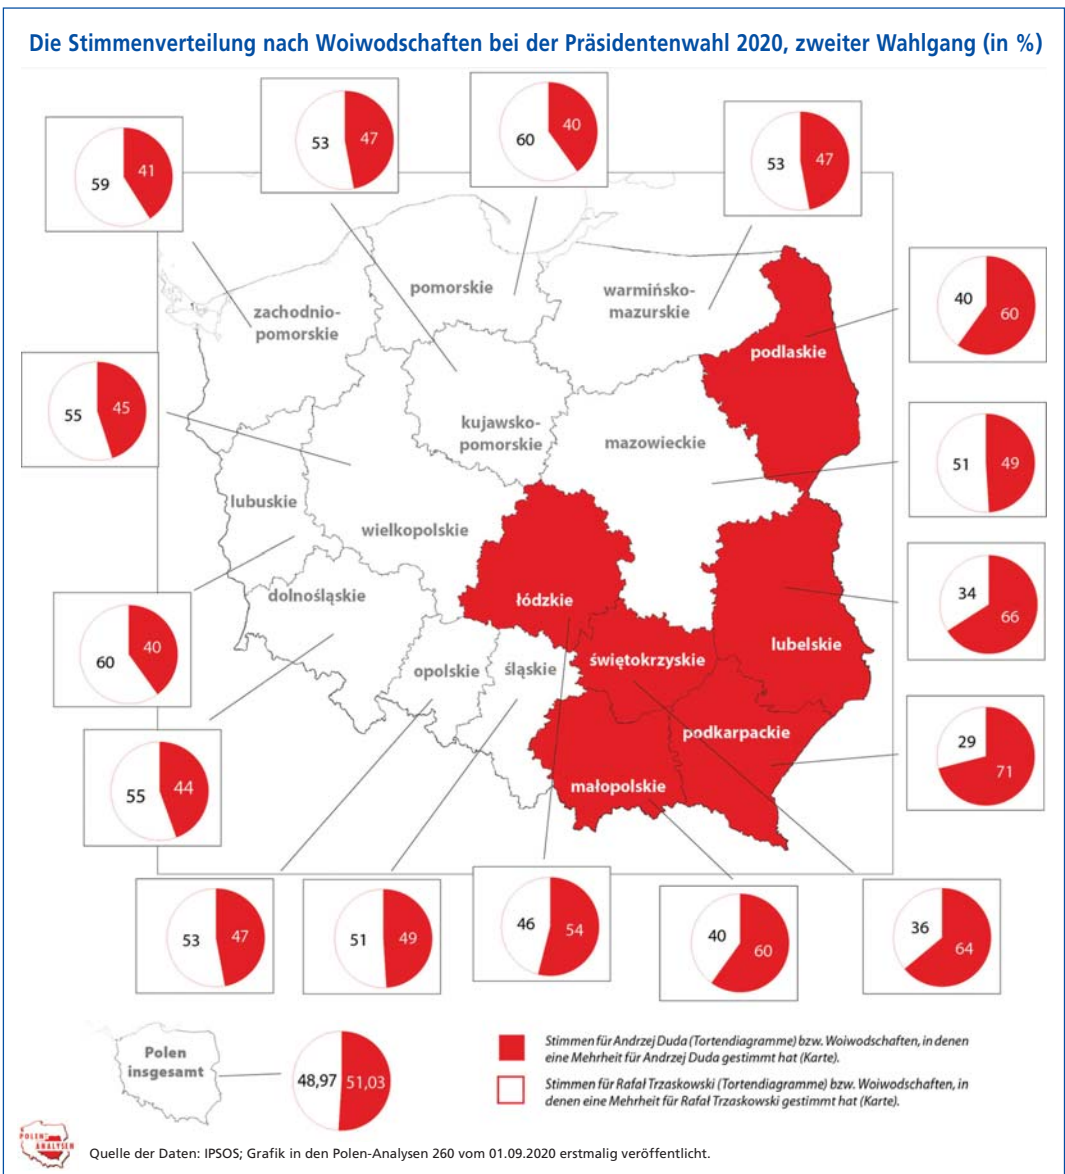 Die Stimmenverteilung nach Woiwodschaften bei der Präsidentenwahl 2020, zweiter Wahlgang (in %)
59 41
53 47
60 40
53 47
zachodnio-
pomorskie
pomorskie
warmińsko-
mazurskie
40 60
podlaskie
55 45
kujawsko-
pomorskie
mazowieckie
51 49
lubuskie
wielkopolskie
60 40
dolnośląskie
łódzkie
34 66
lubelskie
opolskie
śląskie
świętokrzyskie
podkarpackie
29 71
małopolskie
55 44
53 47
51 49
46 54
40 60
36 64
Polen
insgesamt
48,97 51,03
Stimmen für Andrzej Duda (Tortendiagramme) bzw. Woiwodschaften, in denen
eine Mehrheit für Andrzej Duda gestimmt hat (Karte).
Stimmen für Rafał Trzaskowski (Tortendiagramme) bzw. Woiwodschaften, in
denen eine Mehrheit für Rafał Trzaskowski gestimmt hat (Karte).
POLEN-
ANALYSEN
Quelle der Daten: IPSOS; Grafik in den Polen-Analysen 260 vom 01.09.2020 erstmalig veröffentlicht.